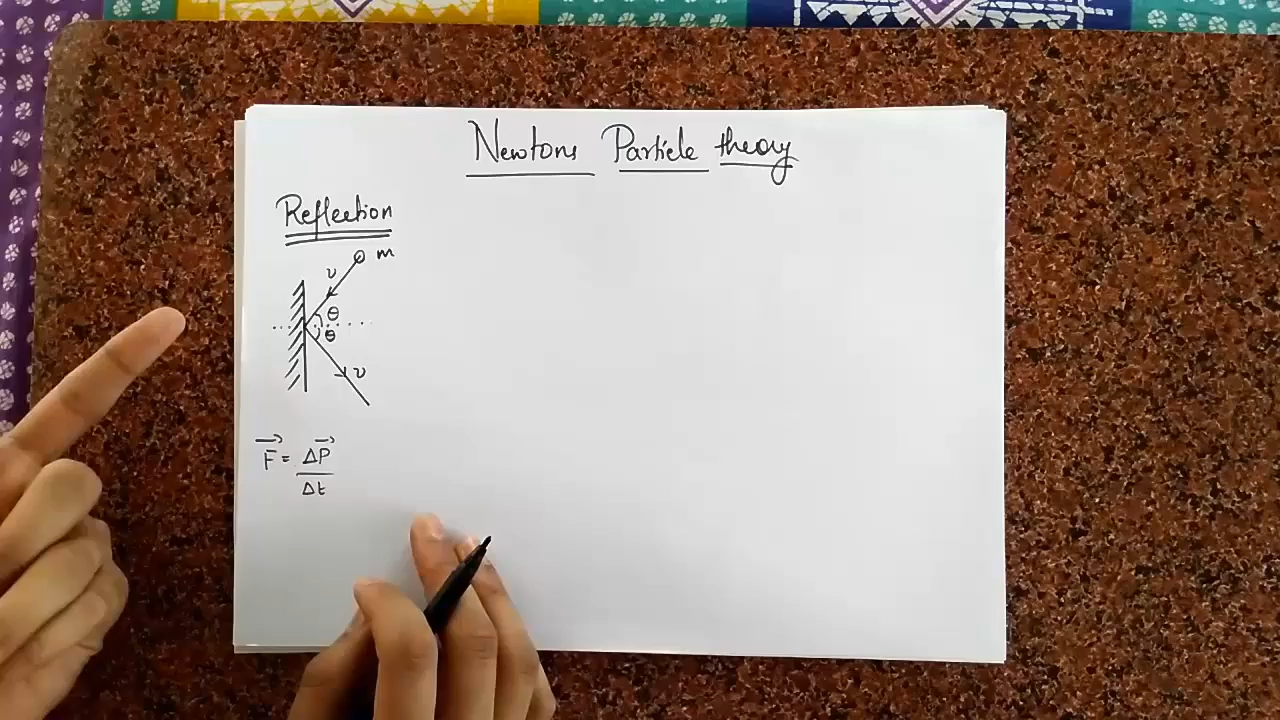 Newtons Particle theory
Reflection
m
v
θ
θ
v
F⃗ = ΔP⃗
Δt